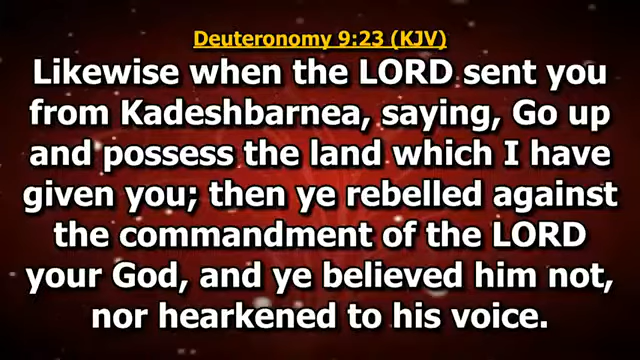 Deuteronomy 9:23 (KJV)
Likewise when the LORD sent you
from Kadeshbarnea, saying, Go up
and possess the land which I have
given you; then ye rebelled against
the commandment of the LORD
your God, and ye believed him not,
nor hearkened to his voice.